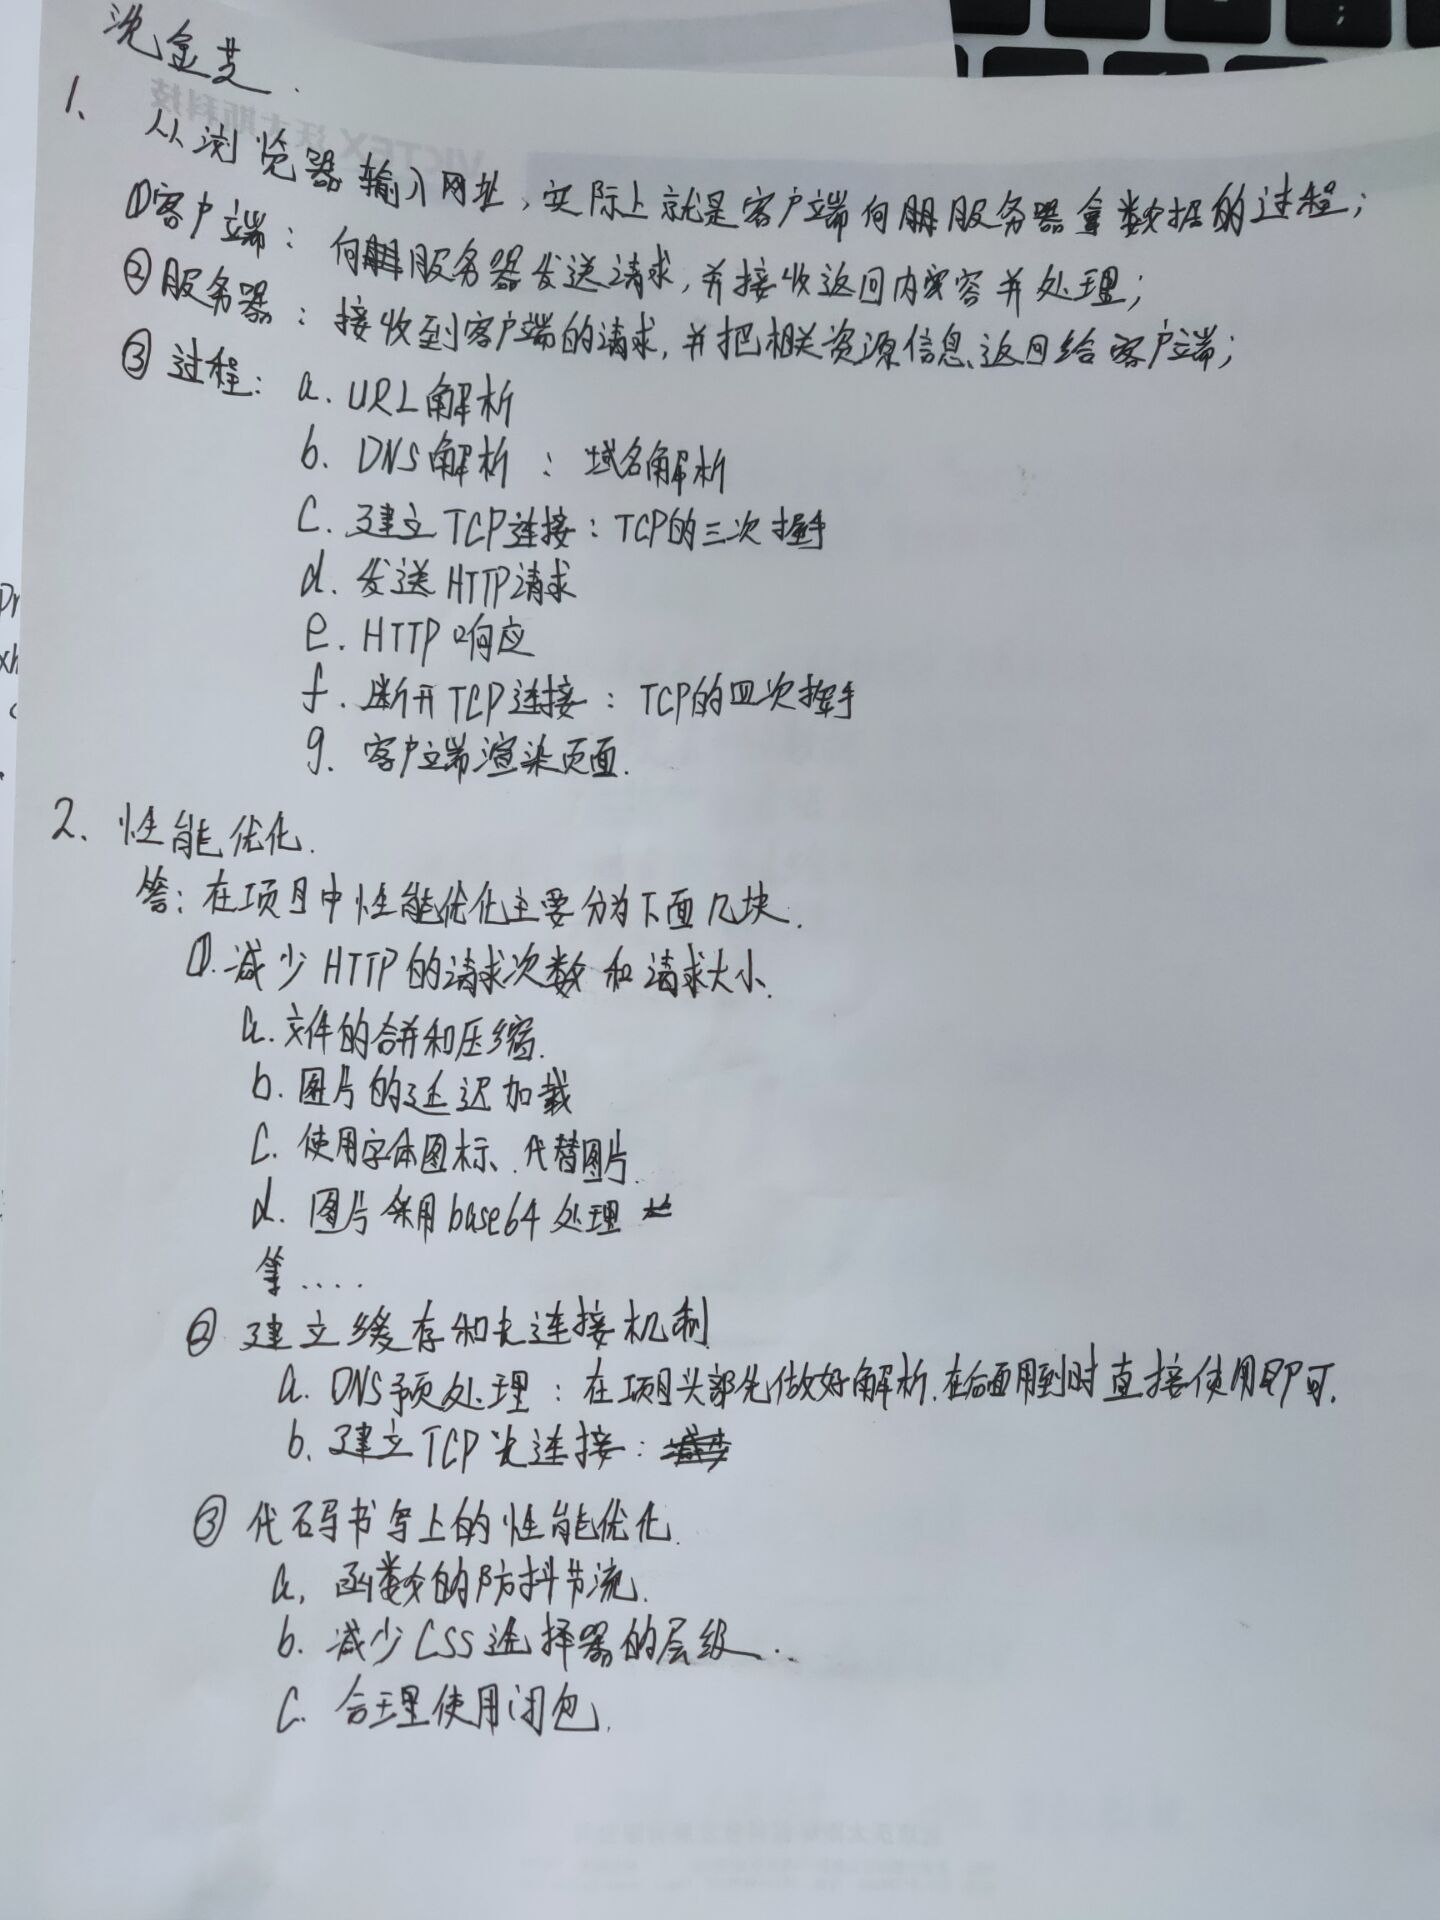 沈金芝.
1、
从浏览器输入网址,实际上就是客户端向服务器拿数据的过程;
①客户端: 向服务器发送请求,并接收返回内容并处理;
②服务器: 接收到客户端的请求,并把相关资源信息返回给客户端;
③过程: a. URL解析
b. DNS解析: 域名解析
c. 建立TCP连接: TCP的三次握手
d. 发送HTTP请求
e. HTTP响应
f. 断开TCP连接: TCP的四次挥手
g. 客户端渲染页面.
2、性能优化.
答: 在项目中性能优化主要分为下面几块.
①.减少HTTP的请求次数和请求大小.
a.文件的合并和压缩.
b.图片的延迟加载
c. 使用字体图标、代替图片.
d. 图片采用base64处理
等....
② 建立缓存和长连接机制
a. DNS预处理: 在项目头部先做好解析.在后面用到时直接使用即可.
b. 建立TCP长连接:
③ 代码书写上的性能优化.
a. 函数的防抖节流.
b. 减少CSS选择器的层级...
c. 合理使用闭包.